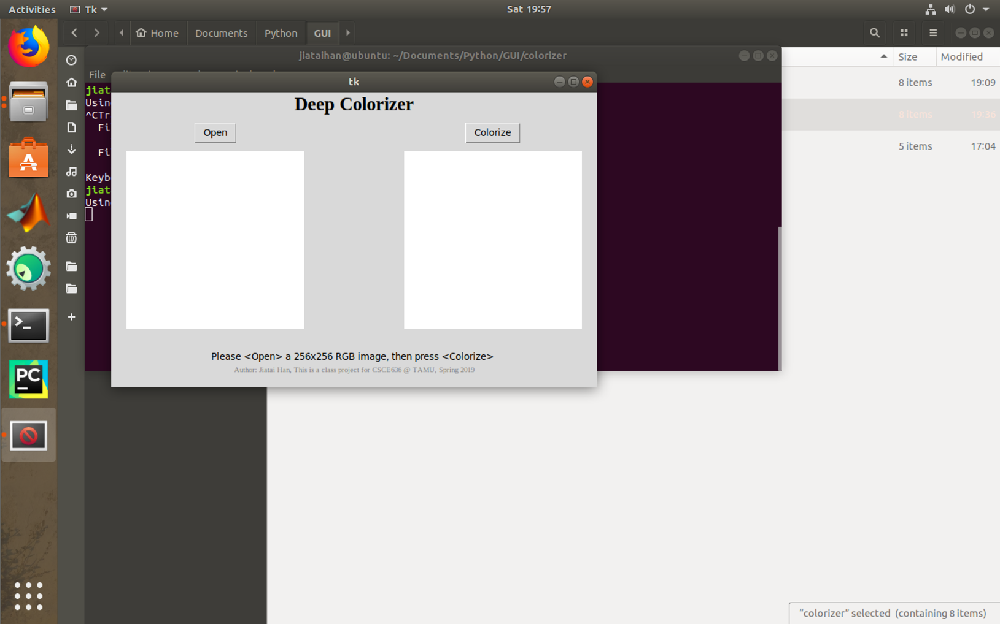 Activities Tk Sat 19:57
Home Documents Python GUI
jiataihan@ubuntu: ~/Documents/Python/GUI/colorizer
Size Modified
File
tk
8 items 19:09
jiat
Deep Colorizer
Usin
^CTr
8 items 19:36
Fi
Open Colorize
5 items 17:04
Fi
Keyb
jiat
Usin
Please <Open> a 256x256 RGB image, then press <Colorize>
Author: Jiatai Han, This is a class project for CSCE636 @ TAMU, Spring 2019
PC
“colorizer” selected (containing 8 items)